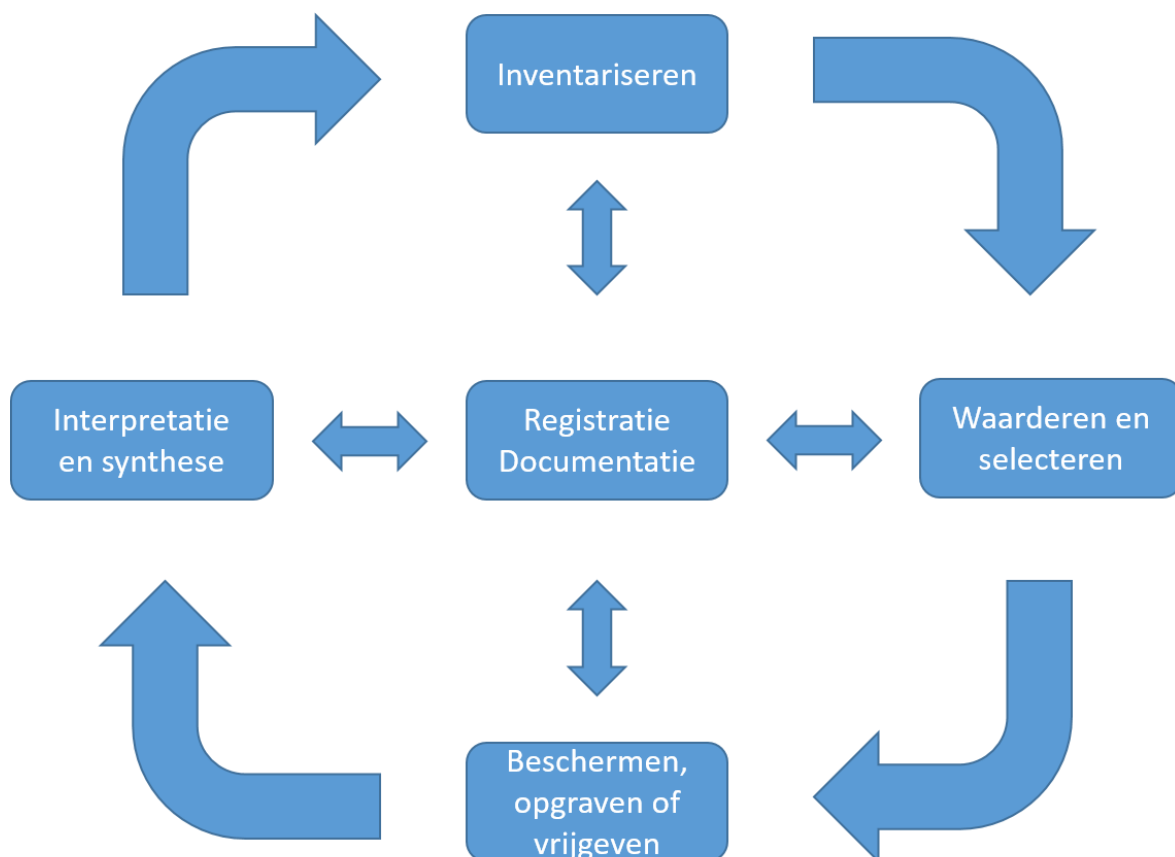 Inventariseren
Interpretatie
en synthese
Registratie
Documentatie
Waarderen en
selecteren
Beschermen,
opgraven of
vrijgeven